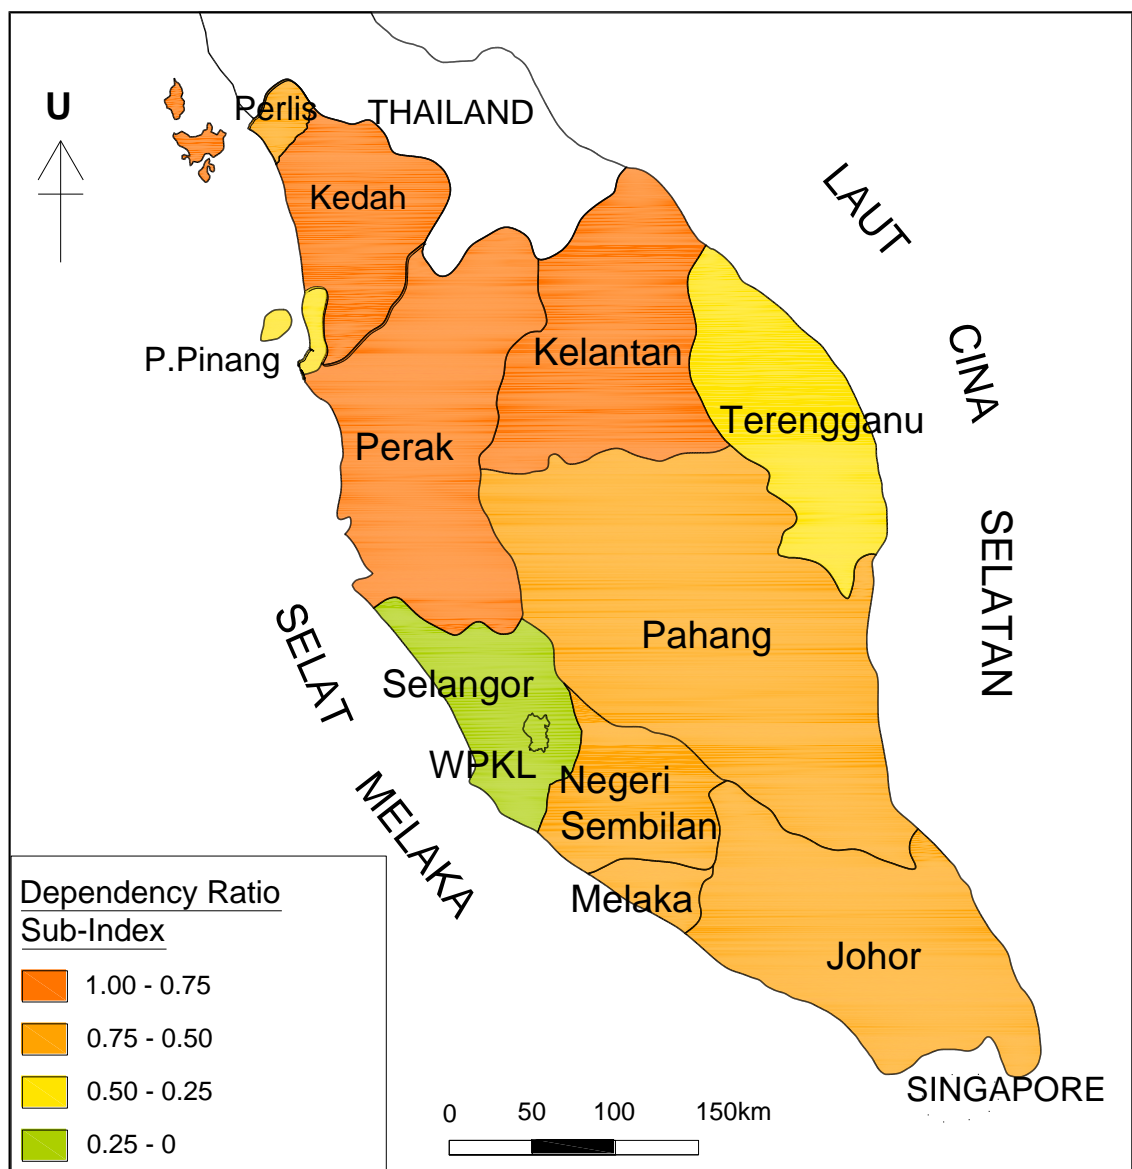 U
Perlis
THAILAND
Kedah
LAUT
CINA
SELATAN
P.Pinang
Kelantan
Terengganu
Perak
Pahang
SELAT
MELAKA
Selangor
WPKL
Negeri
Sembilan
Melaka
Johor
SINGAPORE
Dependency Ratio
Sub-Index
1.00 - 0.75
0.75 - 0.50
0.50 - 0.25
0.25 - 0
0 50 100 150km